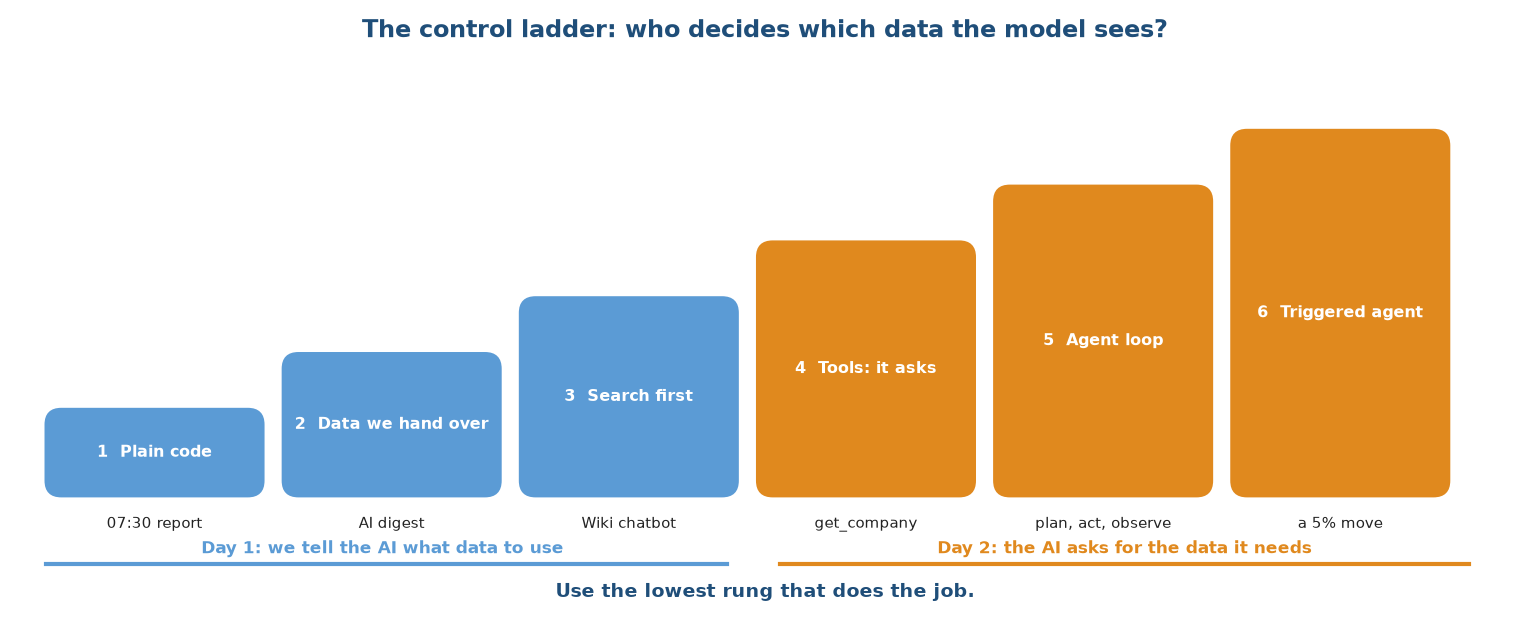 The control ladder: who decides which data the model sees?
1 Plain code
2 Data we hand over
3 Search first
4 Tools: it asks
5 Agent loop
6 Triggered agent
07:30 report
AI digest
Wiki chatbot
get_company
plan, act, observe
a 5% move
Day 1: we tell the AI what data to use
Day 2: the AI asks for the data it needs
Use the lowest rung that does the job.